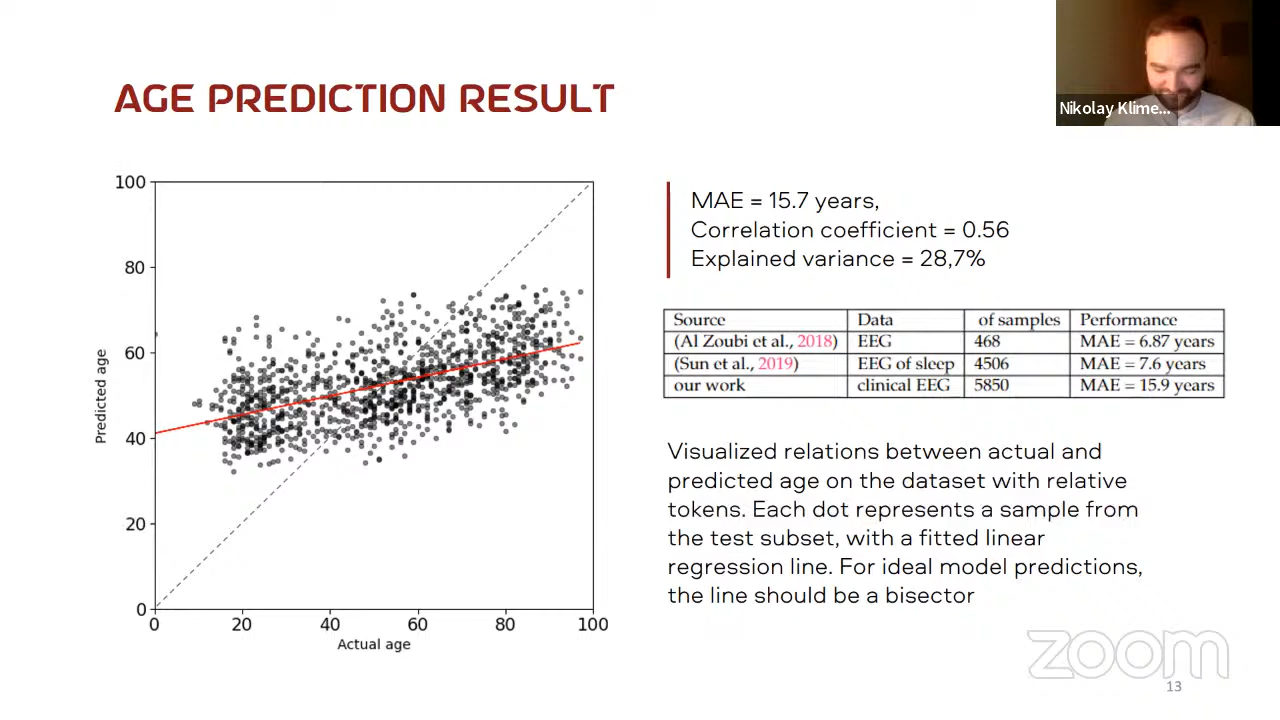 Nikolay Klime...
AGE PREDICTION RESULT
100
80
60
40
20
0
Predicted age
0 20 40 60 80 100
Actual age
MAE = 15.7 years,
Correlation coefficient = 0.56
Explained variance = 28,7%
Source Data of samples Performance
(Al Zoubi et al., 2018) EEG 468 MAE = 6.87 years
(Sun et al., 2019) EEG of sleep 4506 MAE = 7.6 years
our work clinical EEG 5850 MAE = 15.9 years
Visualized relations between actual and
predicted age on the dataset with relative
tokens. Each dot represents a sample from
the test subset, with a fitted linear
regression line. For ideal model predictions,
the line should be a bisector
zoom
13